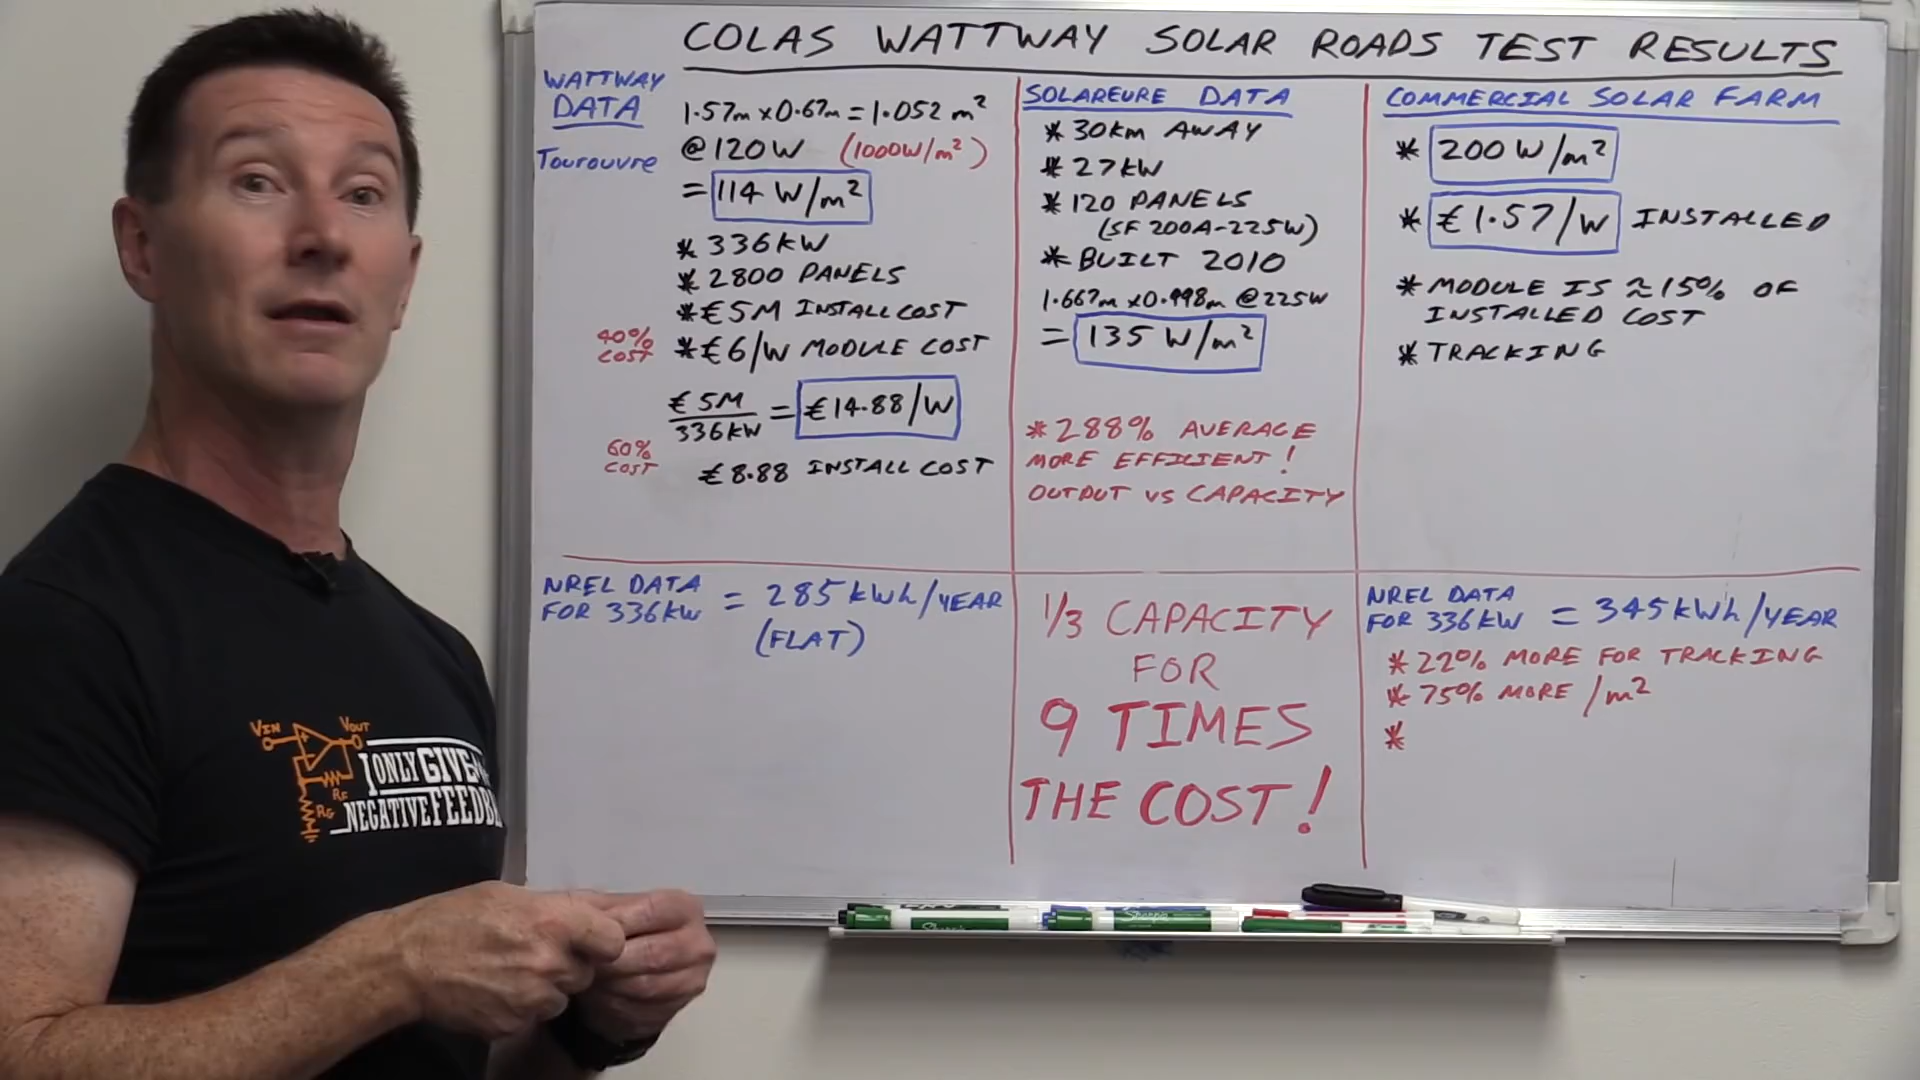 COLAS WATTWAY SOLAR ROADS TEST RESULTS
WATTWAY
DATA
Tourouvre
1.57m x 0.67m = 1.052 m²
@ 120W (1000W/m²)
= 114 W/m²
* 336kW
* 2800 PANELS
* €5M INSTALL COST
40%
COST
* €6/W MODULE COST
€5M
336kW
= €14.88/W
60%
COST
€8.88 INSTALL COST
SOLAREURE DATA
* 30km AWAY
* 27kW
* 120 PANELS
(SF 200A-225W)
* BUILT 2010
1.667m x 0.998m @ 225W
= 135 W/m²
* 288% AVERAGE
MORE EFFICIENT!
OUTPUT VS CAPACITY
COMMERCIAL SOLAR FARM
* 200 W/m²
* €1.57/W INSTALLED
* MODULE IS ≈15% OF
INSTALLED COST
* TRACKING
NREL DATA
FOR 336kW
= 285kWh/YEAR
(FLAT)
1/3 CAPACITY
FOR
9 TIMES
THE COST!
NREL DATA
FOR 336kW
= 345kWh/YEAR
* 22% MORE FOR TRACKING
* 75% MORE /m²
*
VIN
VOUT
RF
RG
I ONLY GIVE
NEGATIVE FEEDB
Sharpie
Sharpie